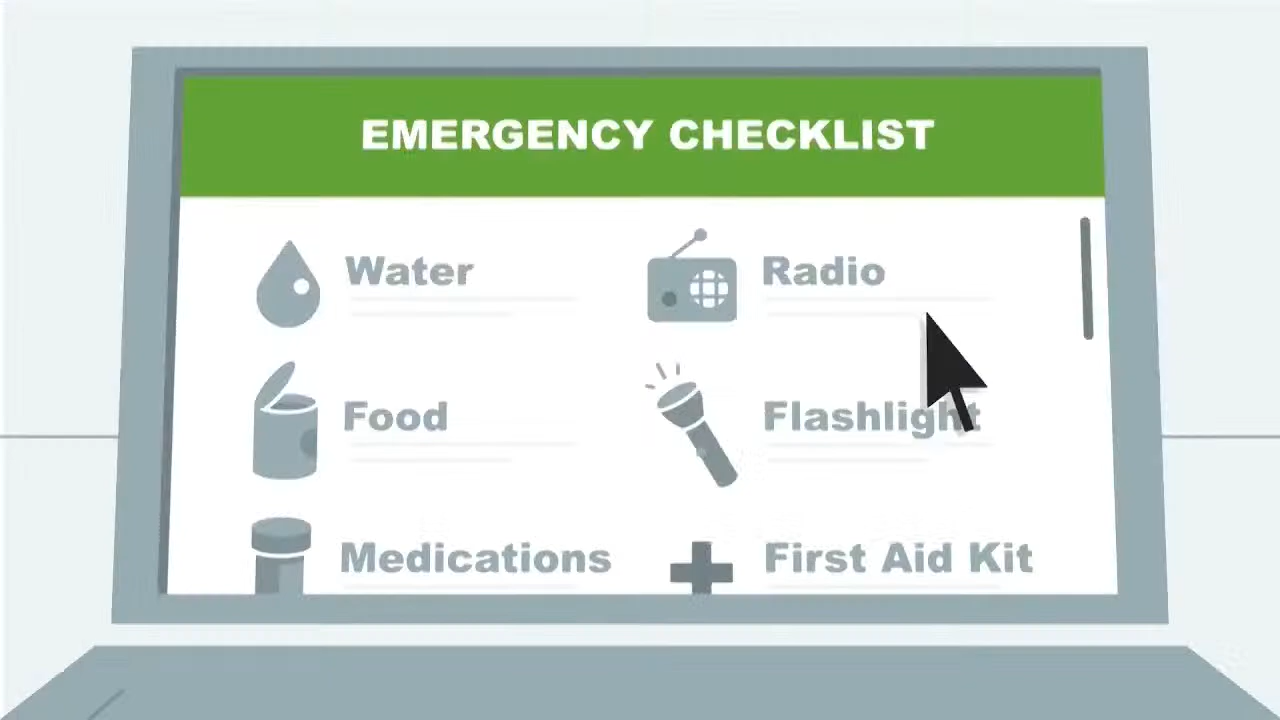 EMERGENCY CHECKLIST
Water
Radio
Food
Flashlight
Medications
First Aid Kit